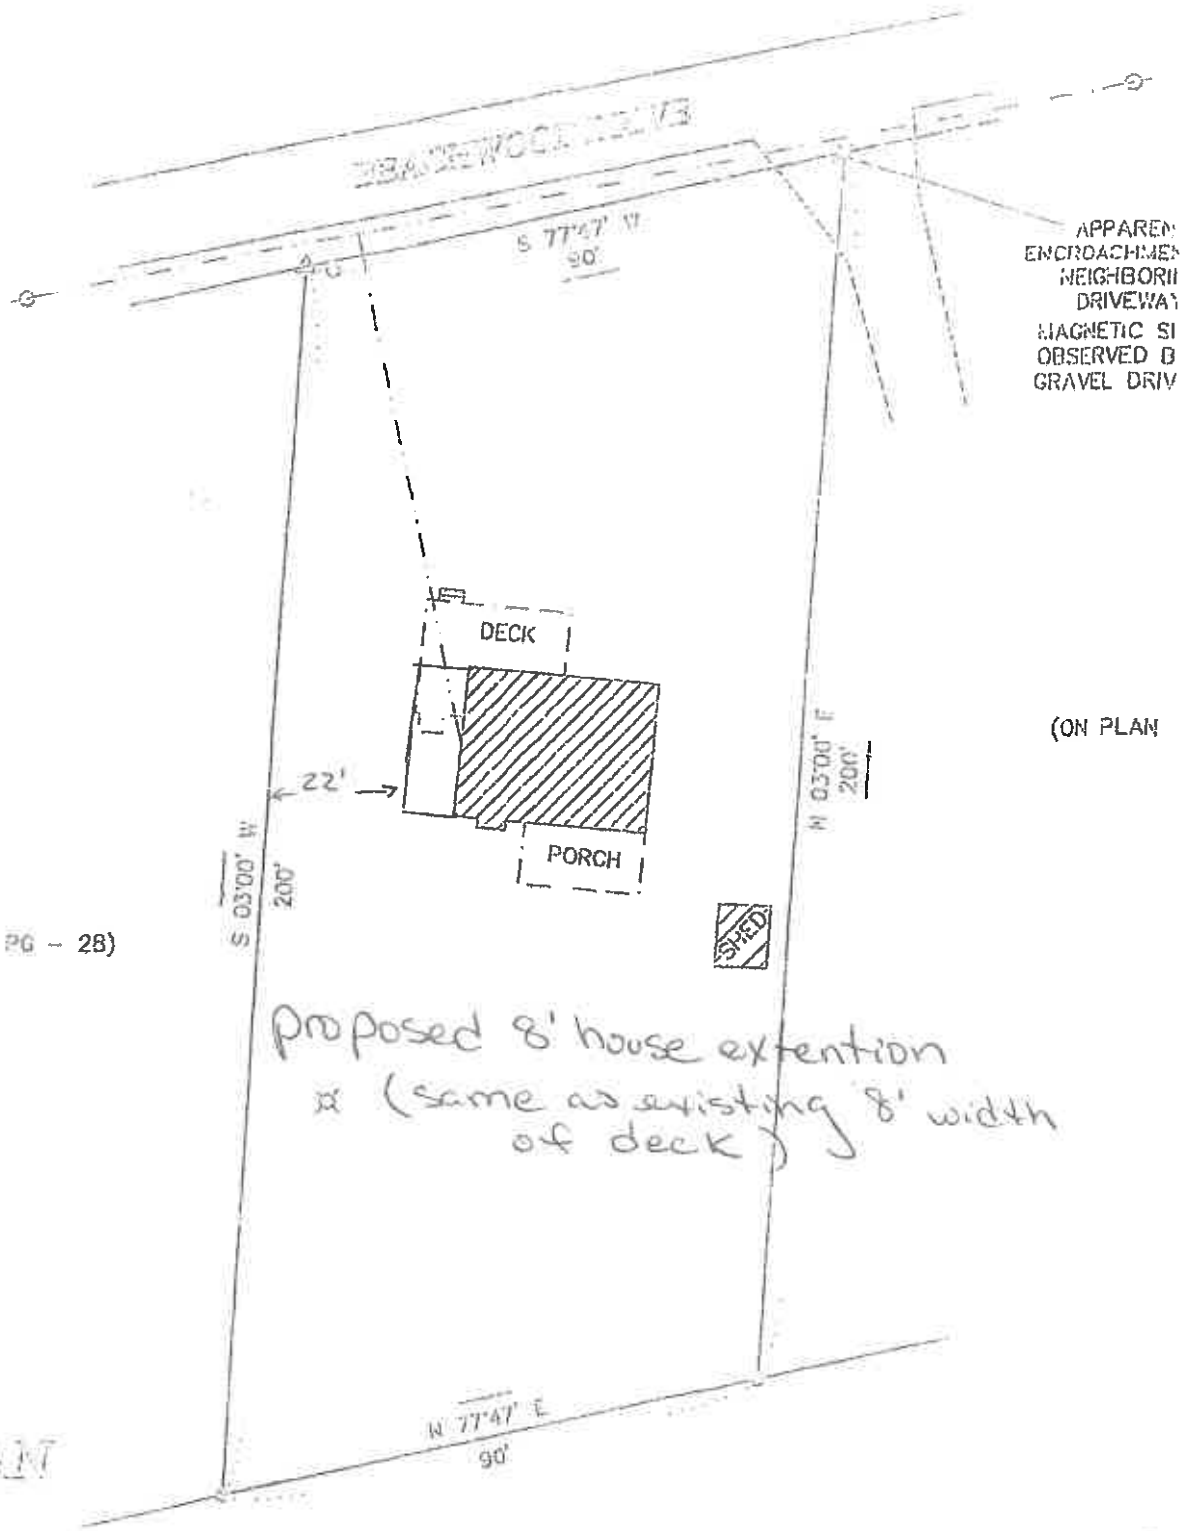 S 77°47' W
90'
APPAREN
ENCROACHMEN
NEIGHBORI
DRIVEWAY
MAGNETIC SI
OBSERVED B
GRAVEL DRIV
DECK
(ON PLAN
N 03°00' E
200'
22'
PORCH
S 03°00' W
200'
SHED
PG - 28)
proposed 8' house extention
¤ (same as existing 8' width
of deck)
N 77°47' E
90'